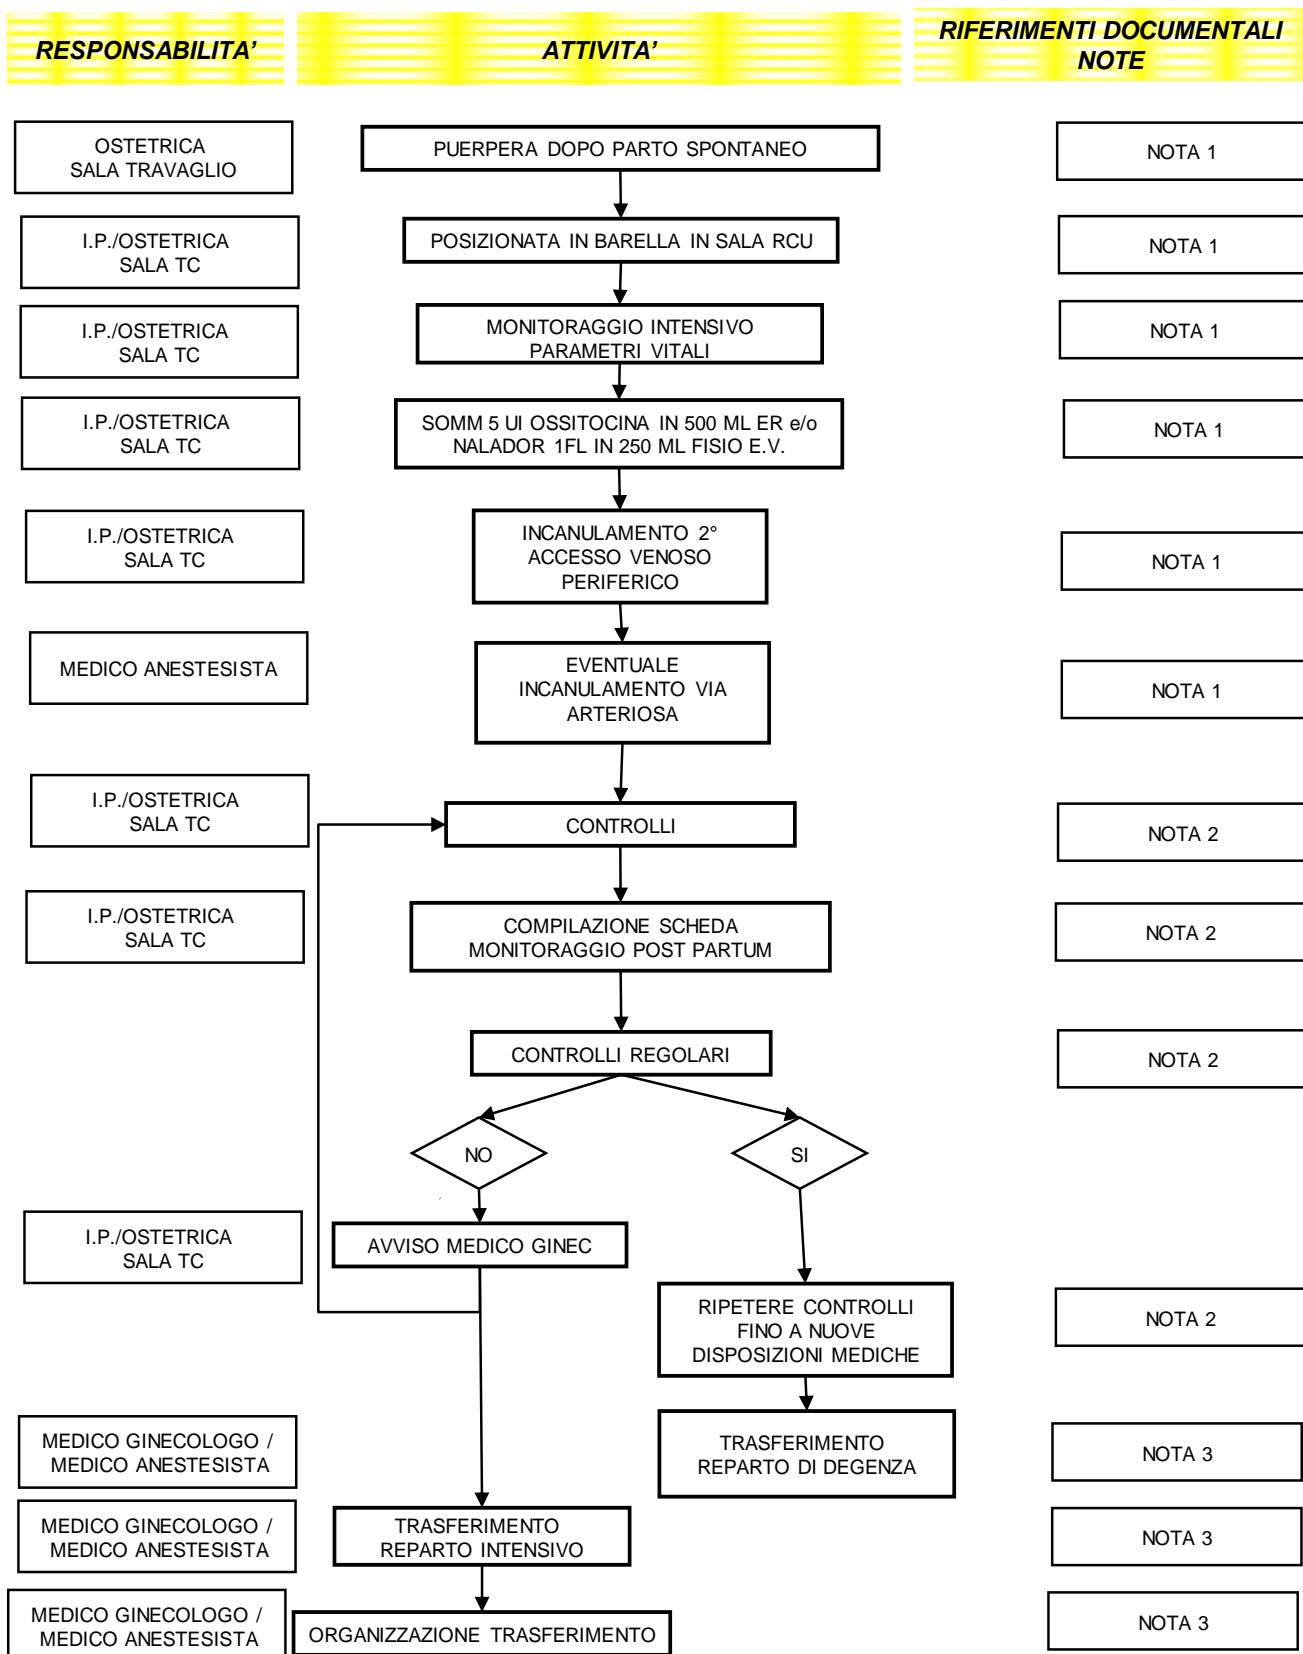 RESPONSABILITA’
ATTIVITA’
RIFERIMENTI DOCUMENTALI
NOTE
OSTETRICA
SALA TRAVAGLIO
PUERPERA DOPO PARTO SPONTANEO
NOTA 1
I.P./OSTETRICA
SALA TC
POSIZIONATA IN BARELLA IN SALA RCU
NOTA 1
I.P./OSTETRICA
SALA TC
MONITORAGGIO INTENSIVO
PARAMETRI VITALI
NOTA 1
I.P./OSTETRICA
SALA TC
SOMM 5 UI OSSITOCINA IN 500 ML ER e/o
NALADOR 1FL IN 250 ML FISIO E.V.
NOTA 1
I.P./OSTETRICA
SALA TC
INCANULAMENTO 2°
ACCESSO VENOSO
PERIFERICO
NOTA 1
MEDICO ANESTESISTA
EVENTUALE
INCANULAMENTO VIA
ARTERIOSA
NOTA 1
I.P./OSTETRICA
SALA TC
CONTROLLI
NOTA 2
I.P./OSTETRICA
SALA TC
COMPILAZIONE SCHEDA
MONITORAGGIO POST PARTUM
NOTA 2
CONTROLLI REGOLARI
NOTA 2
NO
SI
I.P./OSTETRICA
SALA TC
AVVISO MEDICO GINEC
RIPETERE CONTROLLI
FINO A NUOVE
DISPOSIZIONI MEDICHE
NOTA 2
MEDICO GINECOLOGO /
MEDICO ANESTESISTA
TRASFERIMENTO
REPARTO DI DEGENZA
NOTA 3
MEDICO GINECOLOGO /
MEDICO ANESTESISTA
TRASFERIMENTO
REPARTO INTENSIVO
NOTA 3
MEDICO GINECOLOGO /
MEDICO ANESTESISTA
ORGANIZZAZIONE TRASFERIMENTO
NOTA 3